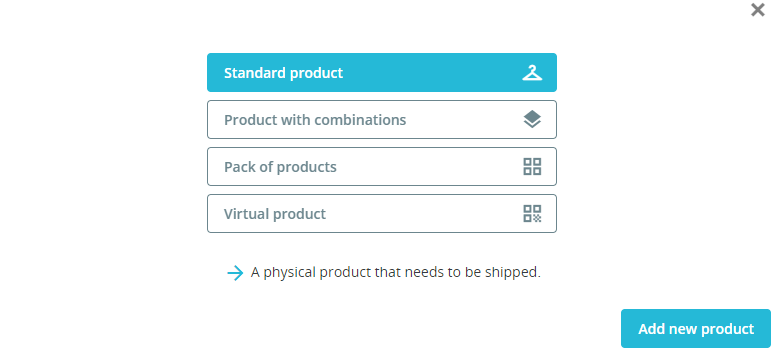 Standard product
Product with combinations
Pack of products
Virtual product
A physical product that needs to be shipped.
Add new product